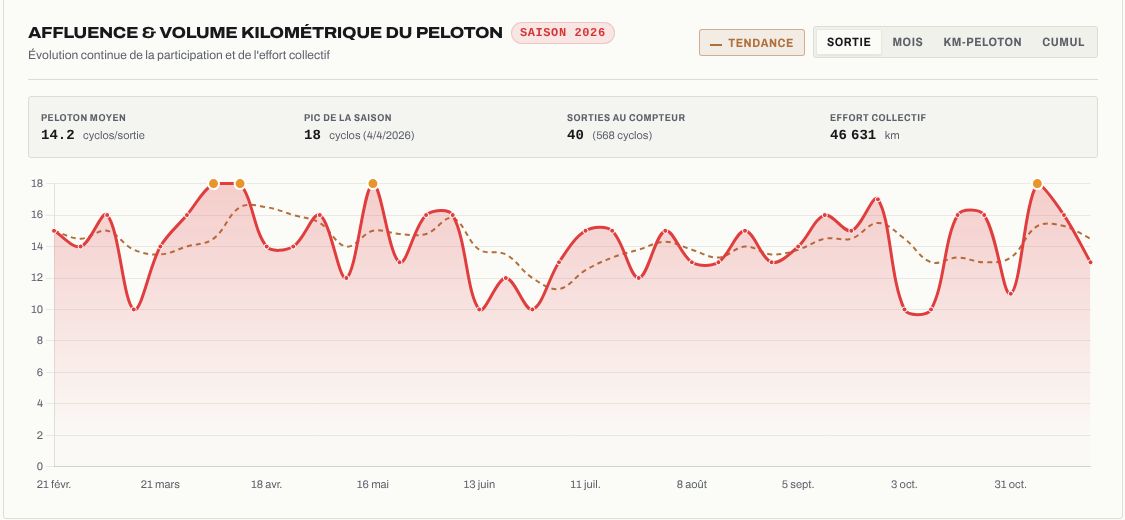 AFFLUENCE & VOLUME KILOMÉTRIQUE DU PELOTON SAISON 2026
Évolution continue de la participation et de l'effort collectif
TENDANCE SORTIE MOIS KM-PELOTON CUMUL
PELOTON MOYEN PIC DE LA SAISON SORTIES AU COMPTEUR EFFORT COLLECTIF
14.2 cyclos/sortie 18 cyclos (4/4/2026) 40 (568 cyclos) 46 631 km
18
16
14
12
10
8
6
4
2
0
21 févr. 21 mars 18 avr. 16 mai 13 juin 11 juil. 8 août 5 sept. 3 oct. 31 oct.